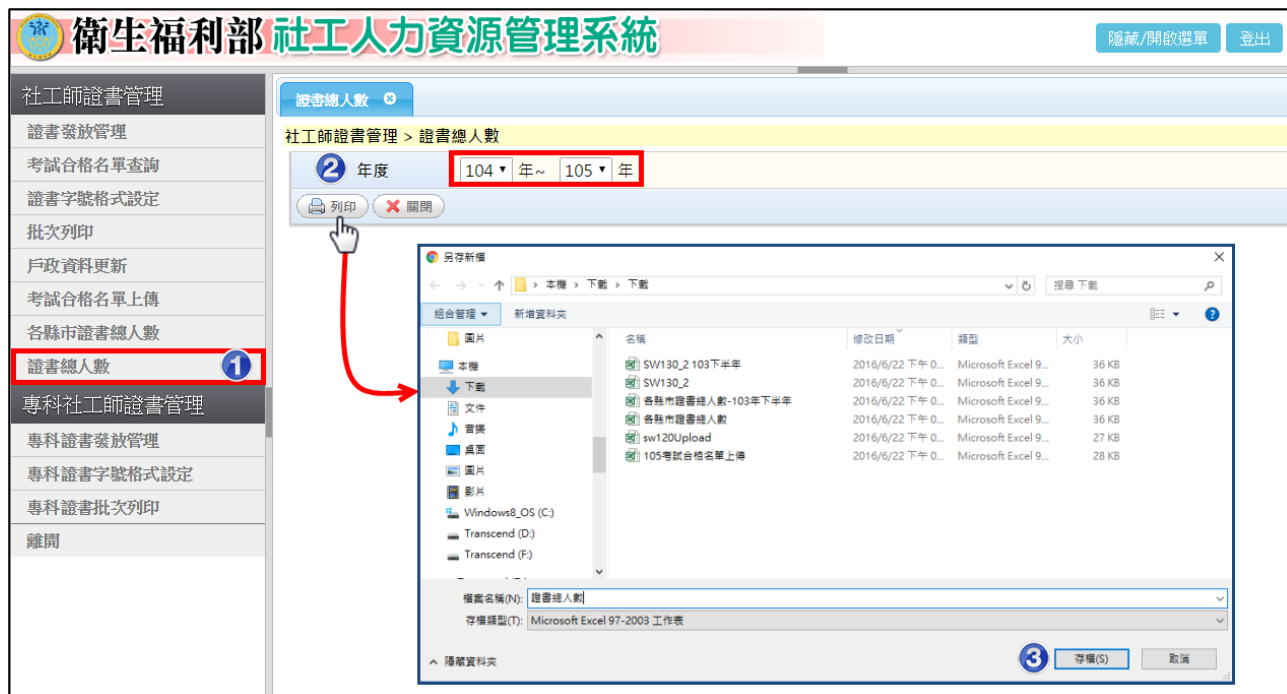 衛生福利部 社工人力資源管理系統
隱藏/開啟選單 登出
社工師證書管理
證書發放管理
考試合格名單查詢
證書字號格式設定
批次列印
戶政資料更新
考試合格名單上傳
各縣市證書總人數
證書總人數 1
專科社工師證書管理
專科證書發放管理
專科證書字號格式設定
專科證書批次列印
離開
證書總人數
社工師證書管理 > 證書總人數
2 年度 104 年~ 105 年
列印 關閉
另存新檔
本機 › 下載 › 下載 搜尋 下載
組合管理 新增資料夾
圖片
本機
下載
文件
音樂
桌面
圖片
影片
Windows8_OS (C:)
Transcend (D:)
Transcend (F:)
名稱 修改日期 類型 大小
SW130_2 103下半年 2016/6/22 下午 0... Microsoft Excel 9... 36 KB
SW130_2 2016/6/22 下午 0... Microsoft Excel 9... 36 KB
各縣市證書總人數-103年下半年 2016/6/22 下午 0... Microsoft Excel 9... 36 KB
各縣市證書總人數 2016/6/22 下午 0... Microsoft Excel 9... 36 KB
sw120Upload 2016/6/22 下午 0... Microsoft Excel 9... 27 KB
105考試合格名單上傳 2016/6/22 下午 0... Microsoft Excel 9... 28 KB
檔案名稱(N): 證書總人數
存檔類型(T): Microsoft Excel 97-2003 工作表
隱藏資料夾 3 存檔(S) 取消